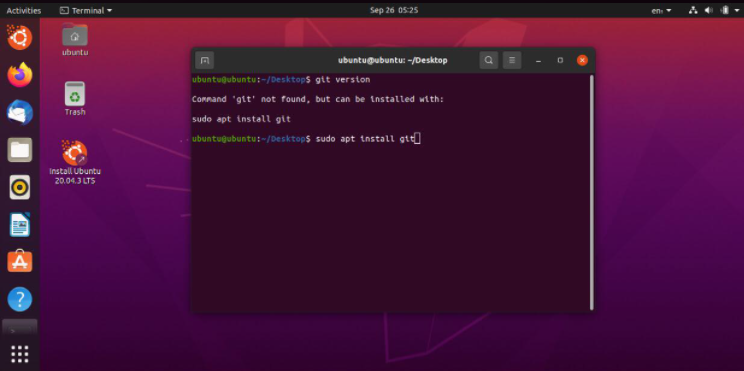 Activities
Terminal
Sep 26 05:25
en₁
ubuntu
Trash
Install Ubuntu
20.04.3 LTS
ubuntu@ubuntu: ~/Desktop
ubuntu@ubuntu:~/Desktop$ git version
Command 'git' not found, but can be installed with:
sudo apt install git
ubuntu@ubuntu:~/Desktop$ sudo apt install git